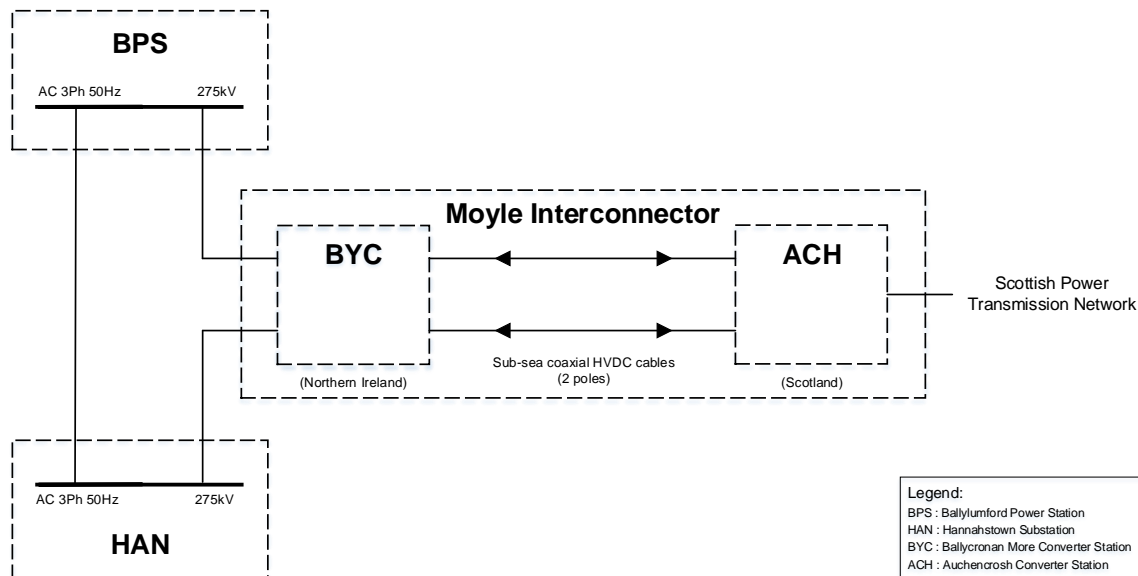 BPS
AC 3Ph 50Hz 275kV
Moyle Interconnector
BYC
ACH
Scottish Power
Transmission Network
Sub-sea coaxial HVDC cables
(2 poles)
(Northern Ireland)
(Scotland)
AC 3Ph 50Hz 275kV
HAN
Legend:
BPS : Ballylumford Power Station
HAN : Hannahstown Substation
BYC : Ballycronan More Converter Station
ACH : Auchencrosh Converter Station